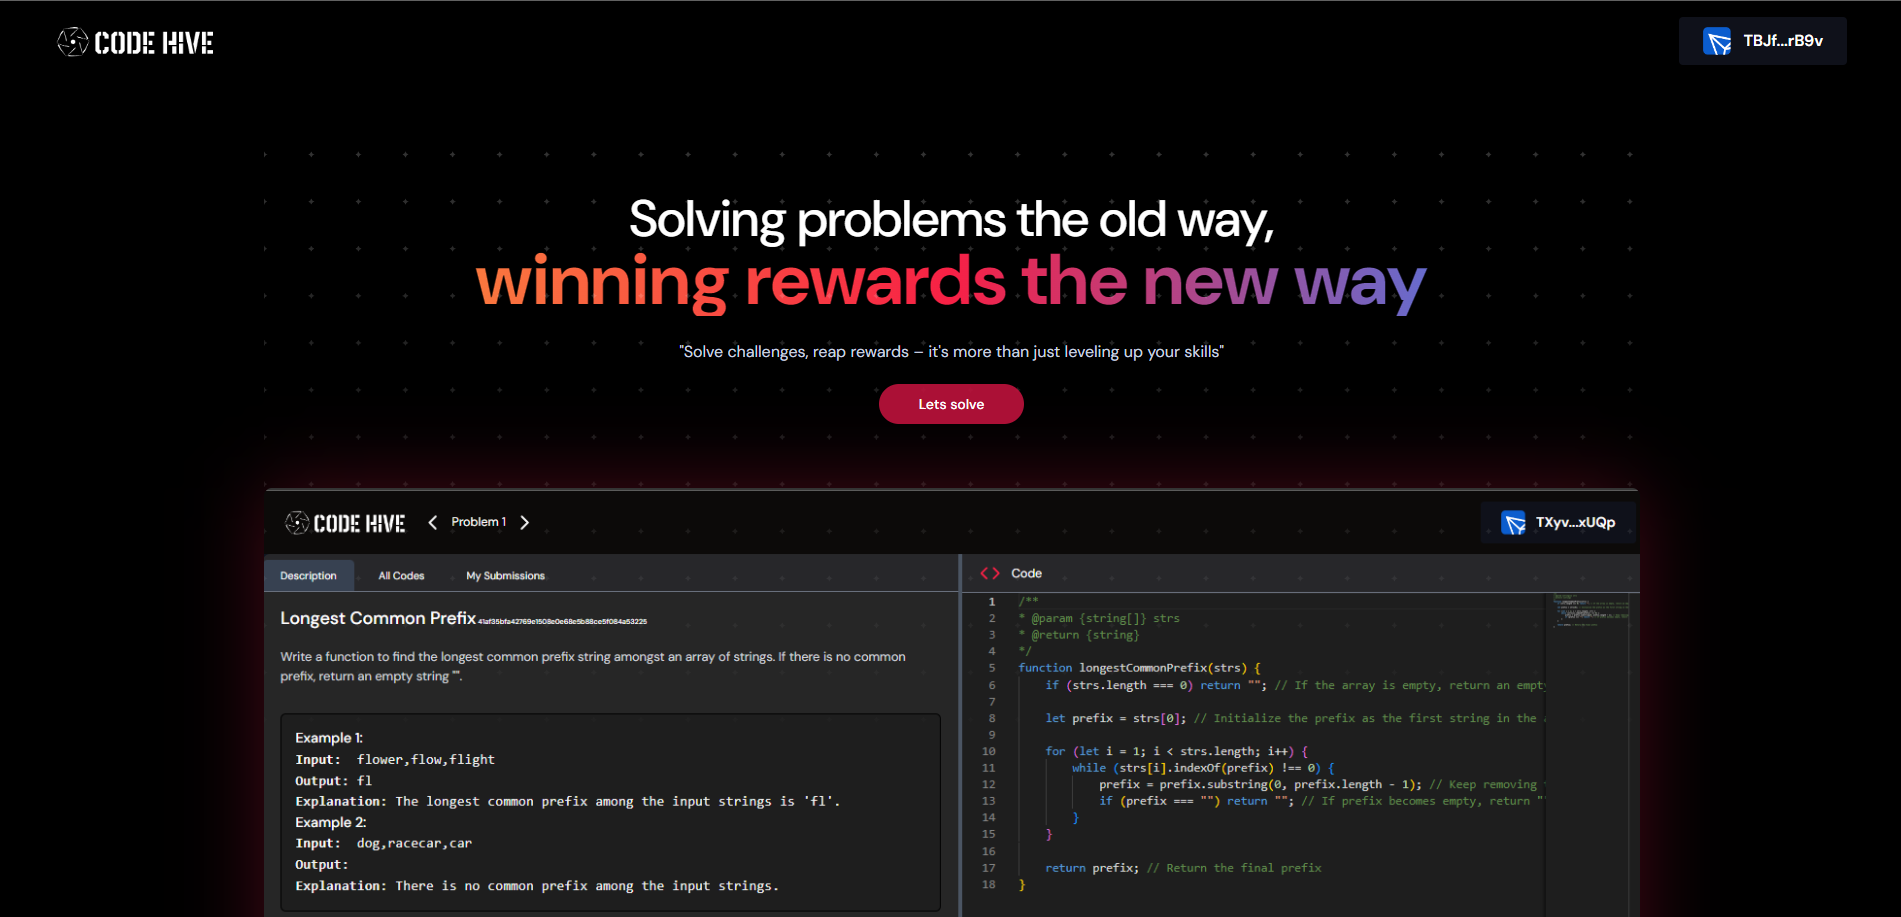 CODE HIVE
TBJf...rB9v
Solving problems the old way,
winning rewards the new way
"Solve challenges, reap rewards – it's more than just leveling up your skills"
Lets solve
CODE HIVE
Problem 1
TXyv...xUQp
Description
All Codes
My Submissions
Longest Common Prefix
Write a function to find the longest common prefix string amongst an array of strings. If there is no common
prefix, return an empty string "".
Example 1:
Input: flower,flow,flight
Output: fl
Explanation: The longest common prefix among the input strings is 'fl'.
Example 2:
Input: dog,racecar,car
Output:
Explanation: There is no common prefix among the input strings.
<> Code
1 /**
2 * @param {string[]} strs
3 * @return {string}
4 */
5 function longestCommonPrefix(strs) {
6 if (strs.length === 0) return ""; // If the array is empty, return an empty
7
8 let prefix = strs[0]; // Initialize the prefix as the first string in the
9
10 for (let i = 1; i < strs.length; i++) {
11 while (strs[i].indexOf(prefix) !== 0) {
12 prefix = prefix.substring(0, prefix.length - 1); // Keep removing
13 if (prefix === "") return ""; // If prefix becomes empty, return "
14 }
15 }
16
17 return prefix; // Return the final prefix
18 }